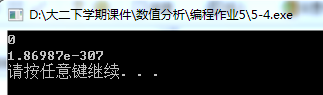 D:\大二下学期课件\数值分析\编程作业5\5-4.exe
0
1.86987e-307
请按任意键继续. . .